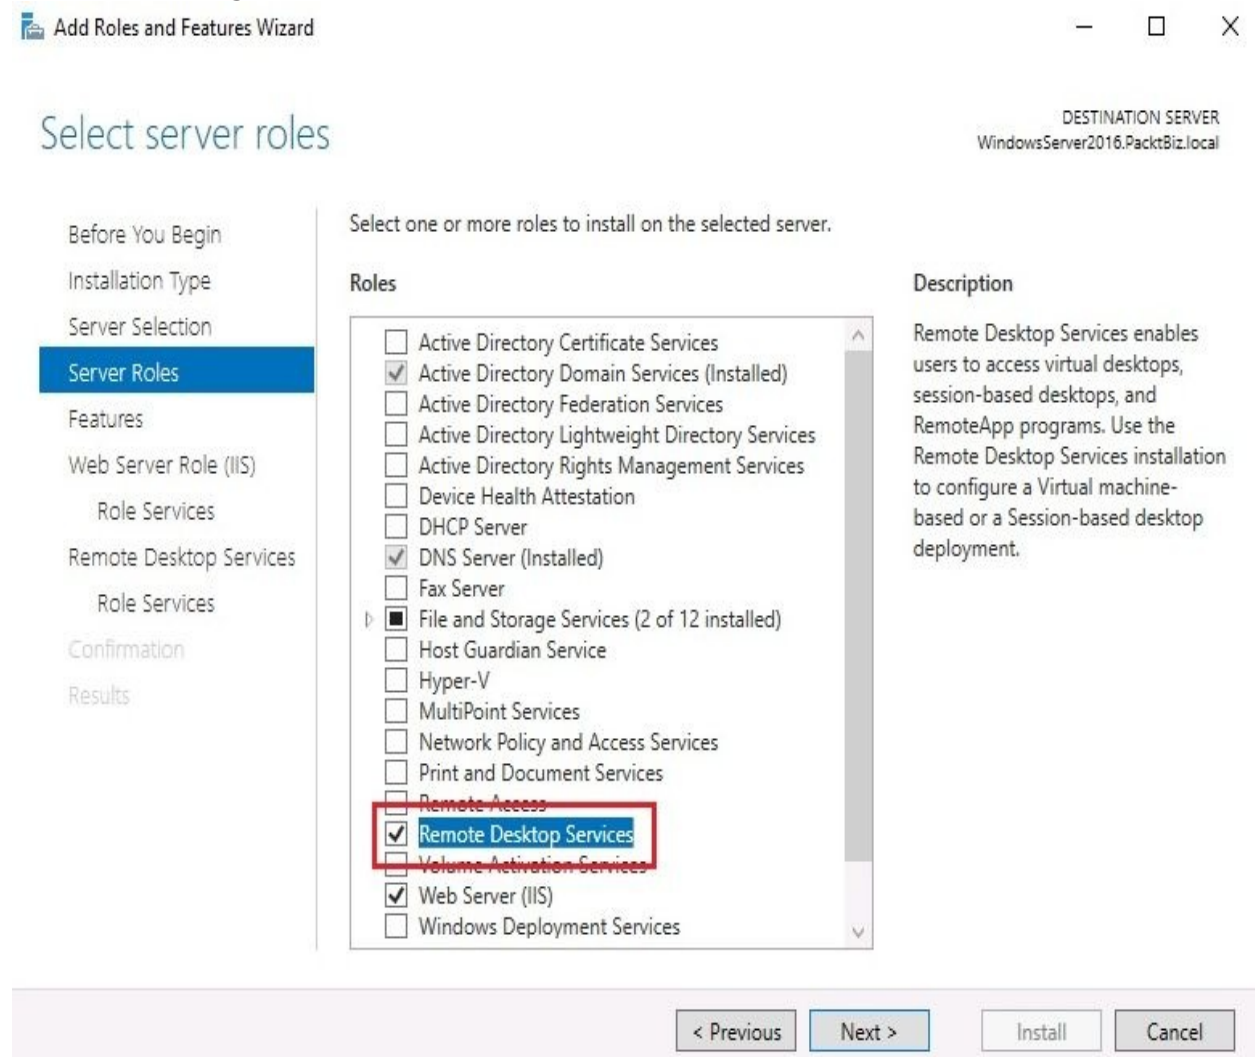 Add Roles and Features Wizard
Select server roles
DESTINATION SERVER
WindowsServer2016.PacktBiz.local
Before You Begin
Installation Type
Server Selection
Server Roles
Features
Web Server Role (IIS)
Role Services
Remote Desktop Services
Role Services
Confirmation
Results
Select one or more roles to install on the selected server.
Roles
Active Directory Certificate Services
Active Directory Domain Services (Installed)
Active Directory Federation Services
Active Directory Lightweight Directory Services
Active Directory Rights Management Services
Device Health Attestation
DHCP Server
DNS Server (Installed)
Fax Server
File and Storage Services (2 of 12 installed)
Host Guardian Service
Hyper-V
MultiPoint Services
Network Policy and Access Services
Print and Document Services
Remote Access
Remote Desktop Services
Volume Activation Services
Web Server (IIS)
Windows Deployment Services
Description
Remote Desktop Services enables
users to access virtual desktops,
session-based desktops, and
RemoteApp programs. Use the
Remote Desktop Services installation
to configure a Virtual machine-
based or a Session-based desktop
deployment.
< Previous
Next >
Install
Cancel